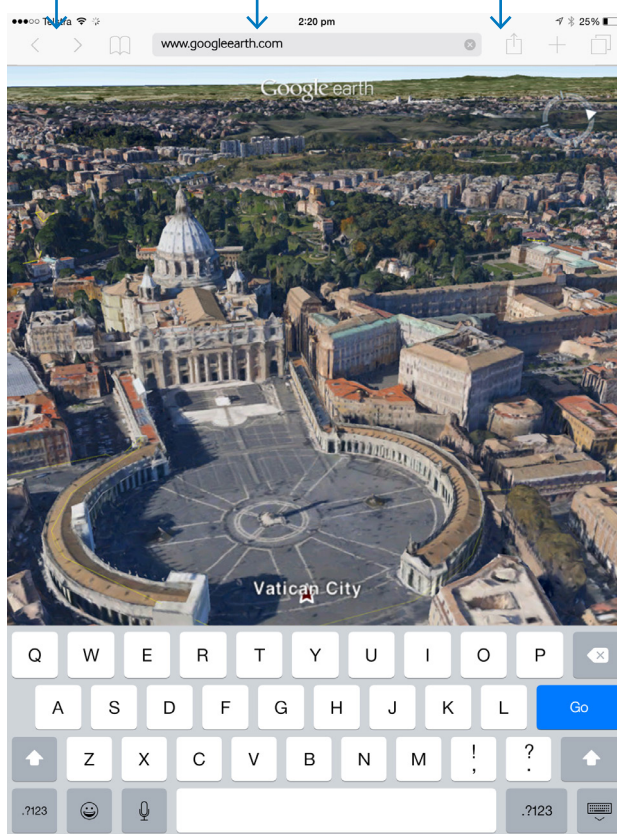 Telstra 2:20 pm 25%
www.googleearth.com
Google earth
Vatican City
Q W E R T Y U I O P
A S D F G H J K L Go
Z X C V B N M ! , ? .
.?123 .?123